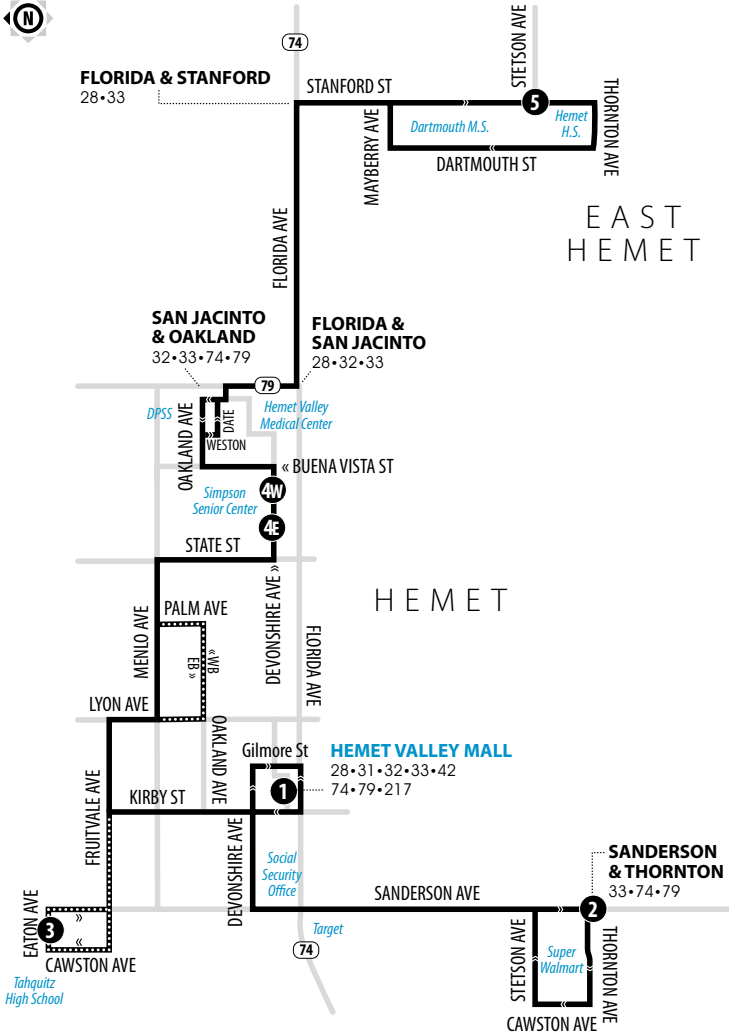 N
74
STETSON AVE
FLORIDA & STANFORD
28•33
STANFORD ST
5
THORNTON AVE
MAYBERRY AVE
Dartmouth M.S.
Hemet
H.S.
DARTMOUTH ST
EAST
HEMET
FLORIDA AVE
SAN JACINTO
& OAKLAND
32•33•74•79
FLORIDA &
SAN JACINTO
28•32•33
79
DPSS
OAKLAND AVE
DATE
WESTON
Hemet Valley
Medical Center
« BUENA VISTA ST
4W
Simpson
Senior Center
4E
STATE ST
DEVONSHIRE AVE »
HEMET
MENLO AVE
PALM AVE
«WB
EB»
FLORIDA AVE
LYON AVE
OAKLAND AVE
Gilmore St
HEMET VALLEY MALL
28•31•32•33•42
74•79•217
1
FRUITVALE AVE
KIRBY ST
DEVONSHIRE AVE
Social
Security
Office
SANDERSON AVE
SANDERSON
& THORNTON
33•74•79
2
EATON AVE
3
CAWSTON AVE
Tahquitz
High School
Target
74
STETSON AVE
Super
Walmart
THORNTON AVE
CAWSTON AVE